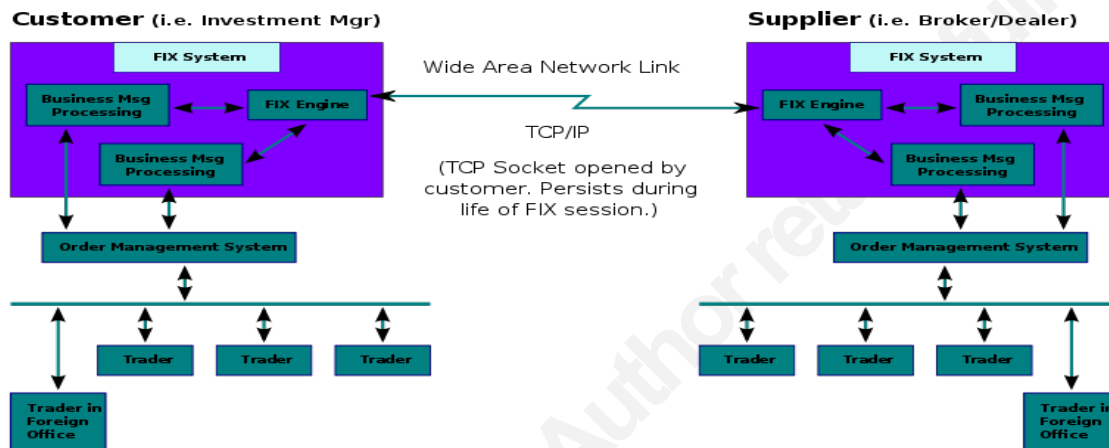 Customer (i.e. Investment Mgr)
Supplier (i.e. Broker/Dealer)
FIX System
Business Msg
Processing
FIX Engine
Business Msg
Processing
Wide Area Network Link
TCP/IP
(TCP Socket opened by
customer. Persists during
life of FIX session.)
FIX System
FIX Engine
Business Msg
Processing
Business Msg
Processing
Order Management System
Order Management System
Trader
Trader
Trader
Trader in
Foreign
Office
Trader
Trader
Trader
Trader in
Foreign
Office
Author